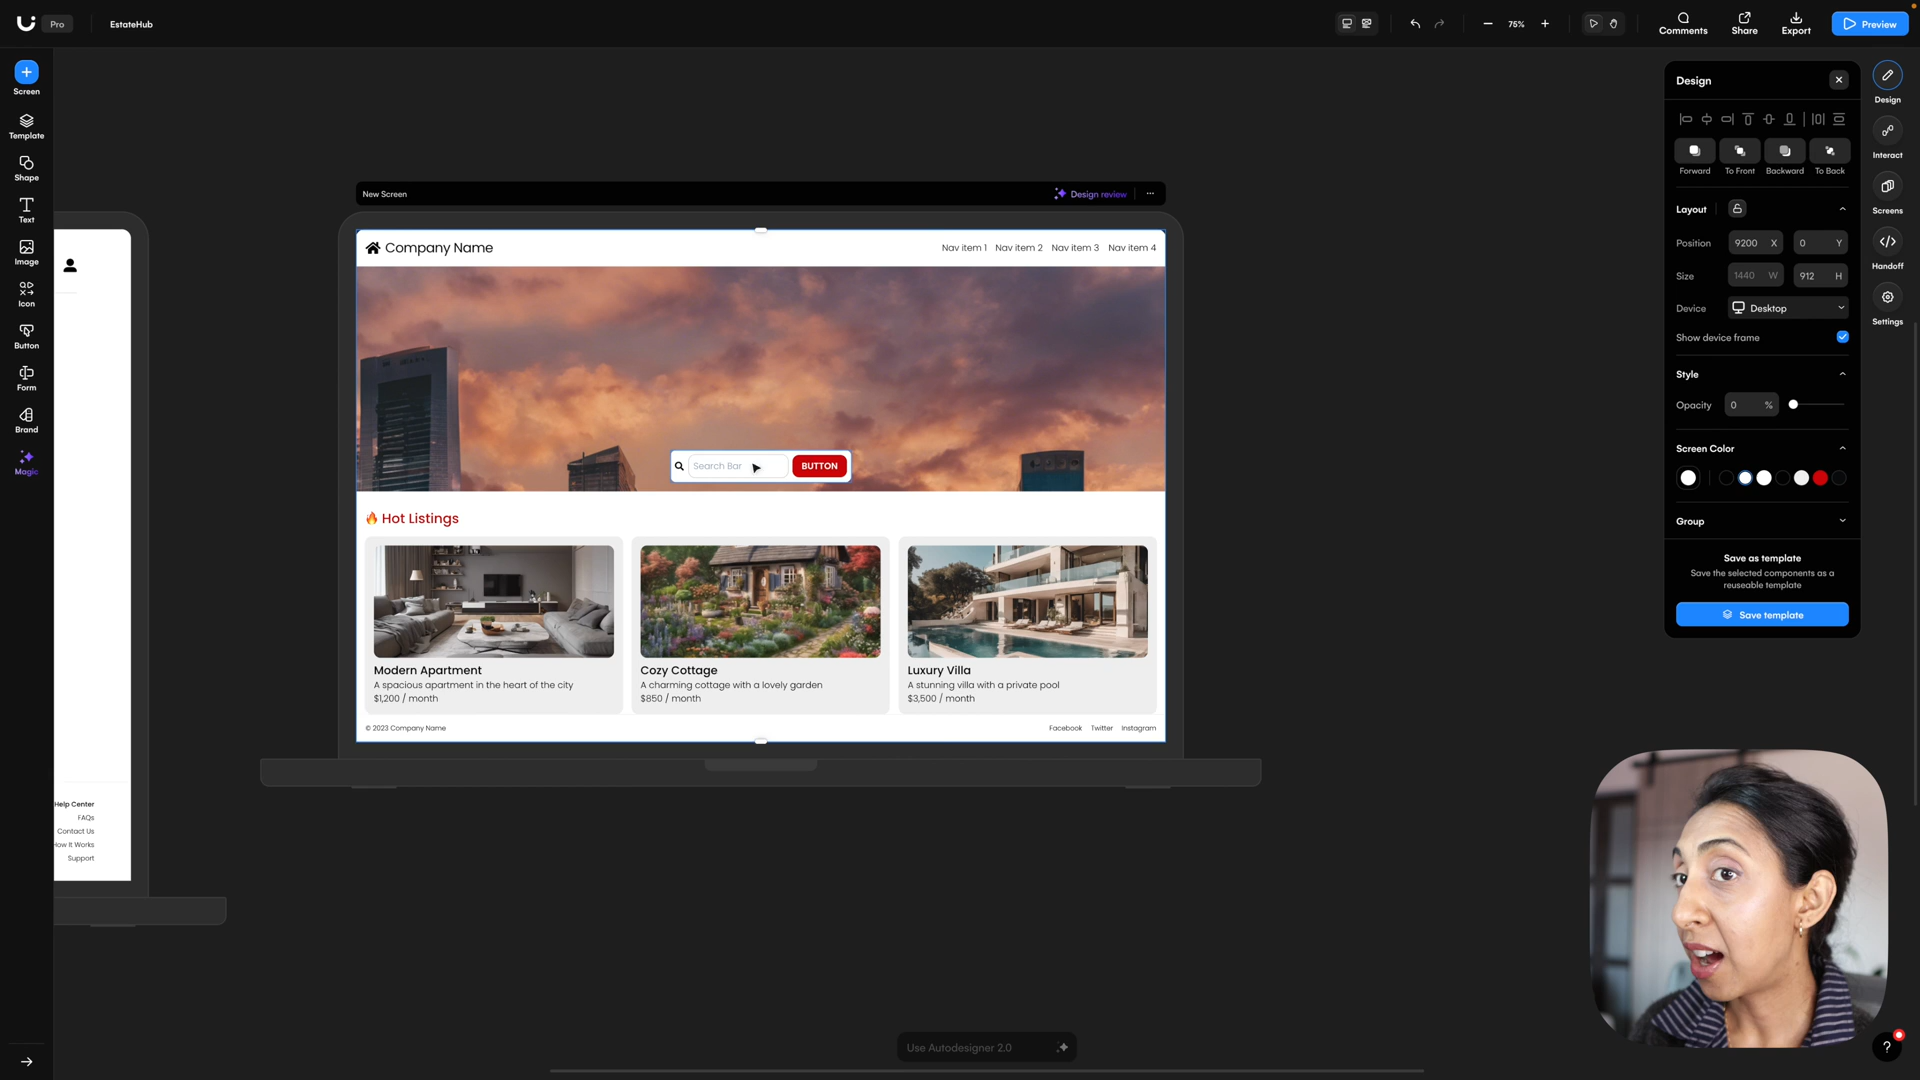 Pro
EstateHub
75%
Comments
Share
Export
Preview
Screen
Template
Shape
Text
Image
Icon
Button
Form
Brand
Magic
Help Center
FAQs
Contact Us
How It Works
Support
New Screen
Design review
Company Name
Nav item 1
Nav item 2
Nav item 3
Nav item 4
Search Bar
BUTTON
🔥 Hot Listings
Modern Apartment
A spacious apartment in the heart of the city
$1,200 / month
Cozy Cottage
A charming cottage with a lovely garden
$850 / month
Luxury Villa
A stunning villa with a private pool
$3,500 / month
© 2023 Company Name
Facebook
Twitter
Instagram
Use Autodesigner 2.0
Design
Forward
To Front
Backward
To Back
Layout
Position
9200 X
0 Y
Size
1440 W
912 H
Device
Desktop
Show device frame
Style
Opacity
0 %
Screen Color
Group
Save as template
Save the selected components as a
reuseable template
Save template
Design
Interact
Screens
Handoff
Settings
?